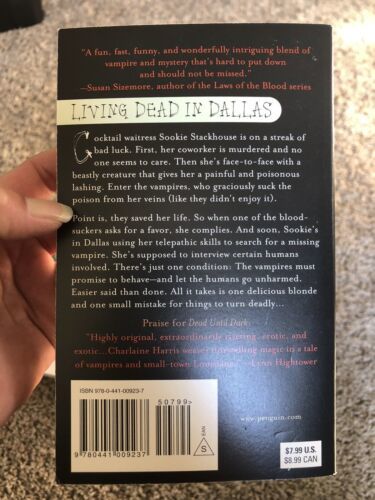 "A fun, fast, funny, and wonderfully intriguing blend of
vampire and mystery that's hard to put down
and should not be missed."
—Susan Sizemore, author of the Laws of the Blood series
LIVING DEAD IN DALLAS
Cocktail waitress Sookie Stackhouse is on a streak of
bad luck. First, her coworker is murdered and no
one seems to care. Then she's face-to-face with a
beastly creature that gives her a painful and poisonous
lashing. Enter the vampires, who graciously suck the
poison from her veins (like they didn't enjoy it).
Point is, they saved her life. So when one of the blood-
suckers asks for a favor, she complies. And soon, Sookie's
in Dallas using her telepathic skills to search for a missing
vampire. She's supposed to interview certain humans
involved. There's just one condition: The vampires must
promise to behave—and let the humans go unharmed.
Easier said than done. All it takes is one delicious blonde
and one small mistake for things to turn deadly...
Praise for Dead Until Dark:
"Highly original, extraordinarily erotic, and
exotic...Charlaine Harris weaves storytelling magic in a tale
of vampires and small-town Louisiana." —Lynn Hightower
ISBN 978-0-441-00923-7
50799>
EAN
S
9 780441 009237
www.penguin.com
$7.99 U.S.
$8.99 CAN